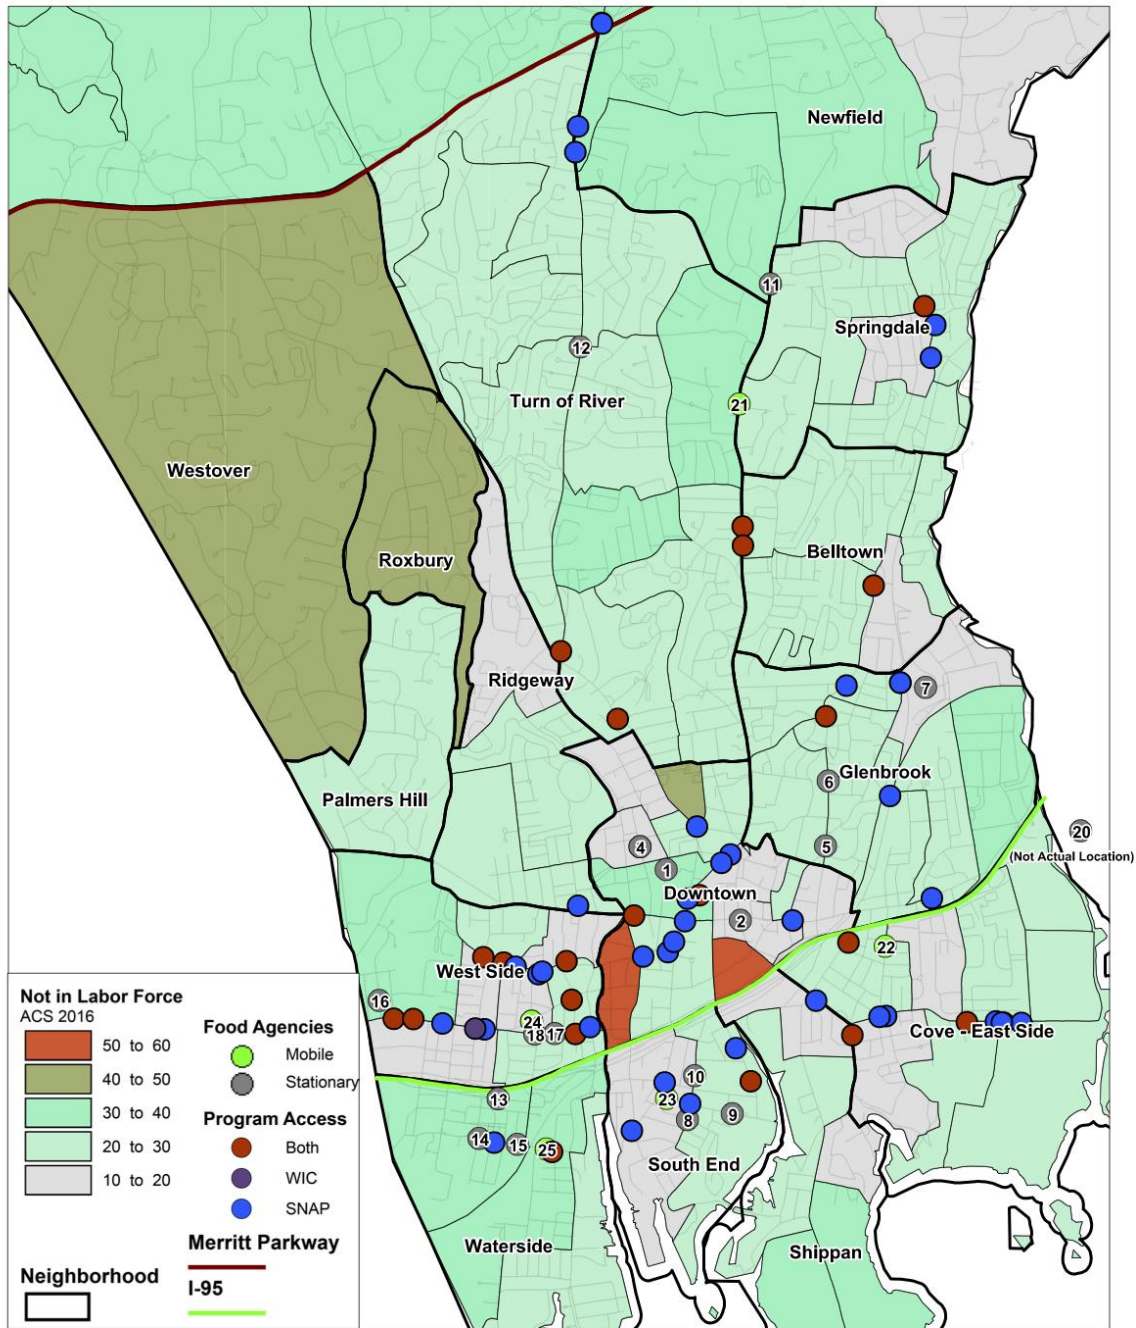 Newfield
11
Springdale
12
Turn of River
21
Westover
Belltown
Roxbury
Ridgeway
7
Glenbrook
6
Palmers Hill
20
4
5
(Not Actual Location)
1
Downtown
2
22
West Side
16
24
18
17
Cove - East Side
13
10
23
8
9
14
15
25
South End
Waterside
Shippan
Not in Labor Force
ACS 2016
50 to 60
40 to 50
30 to 40
20 to 30
10 to 20
Neighborhood
Food Agencies
Mobile
Stationary
Program Access
Both
WIC
SNAP
Merritt Parkway
I-95